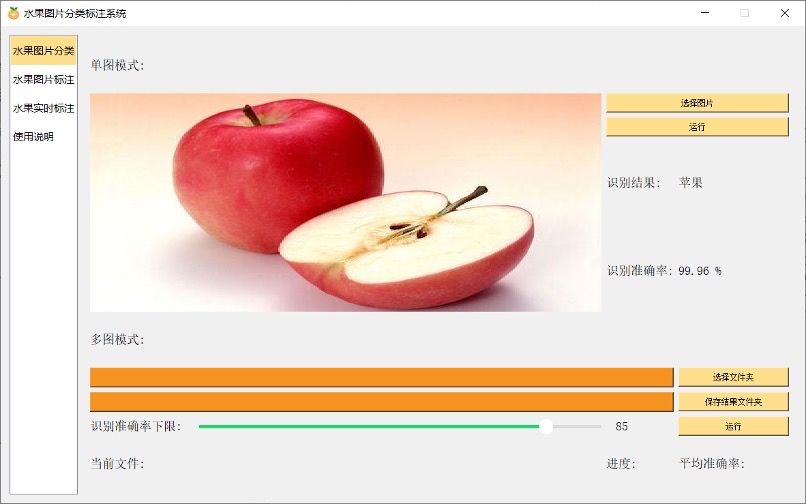 水果图片分类标注系统
水果图片分类
水果图片标注
水果实时标注
使用说明
单图模式:
选择图片
运行
识别结果: 苹果
识别准确率: 99.96 %
多图模式:
选择文件夹
保存结果文件夹
识别准确率下限: 85
运行
当前文件: 进度: 平均准确率: